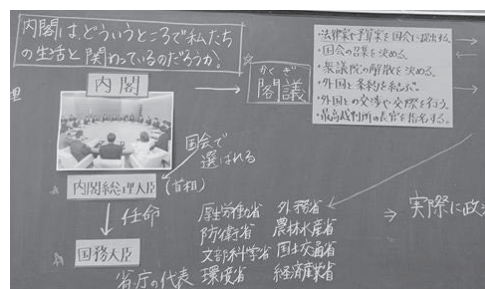 内閣は、どういうところで私たち
の生活と関わっているのだろうか。
内閣
かくぎ
閣議
・法律案や予算案を国会に提出する。
・国会の召集を決める。
・衆議院の解散を決める。
・外国と条約を結ぶ。
・外国との交渉や交際を行う。
・最高裁判所の長官を指名する。
国会で
選ばれる
内閣総理大臣
(首相)
任命
国務大臣
省庁の代表
厚生労働省 外務省
防衛省 農林水産省
文部科学省 国土交通省
環境省 経済産業省
⇒ 実際に政